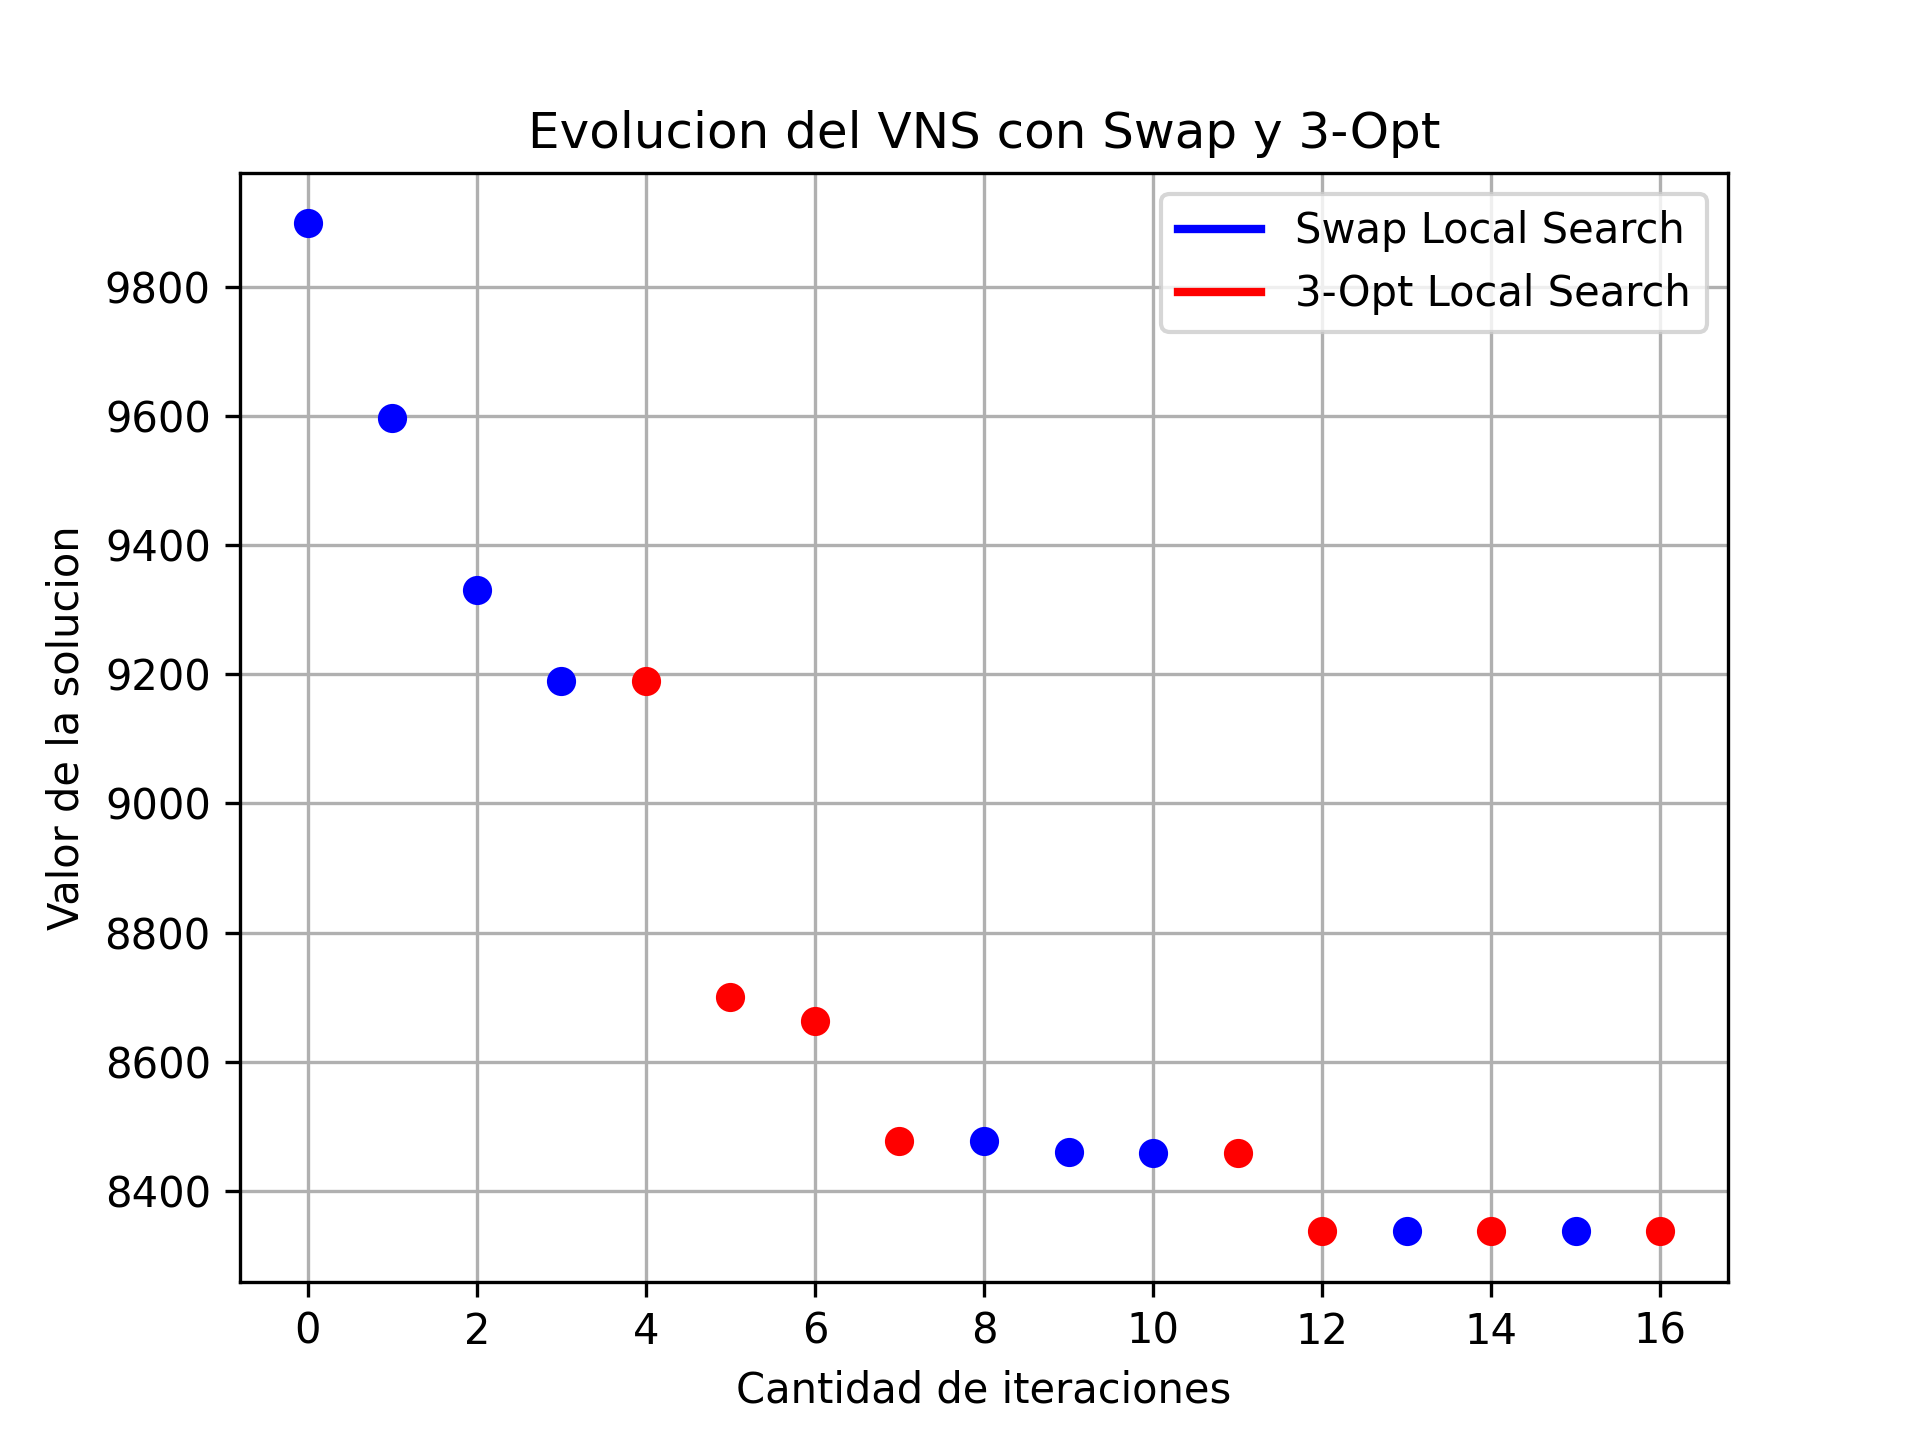 Evolucion del VNS con Swap y 3-Opt
Swap Local Search
3-Opt Local Search
Valor de la solucion
9800
9600
9400
9200
9000
8800
8600
8400
0 2 4 6 8 10 12 14 16
Cantidad de iteraciones